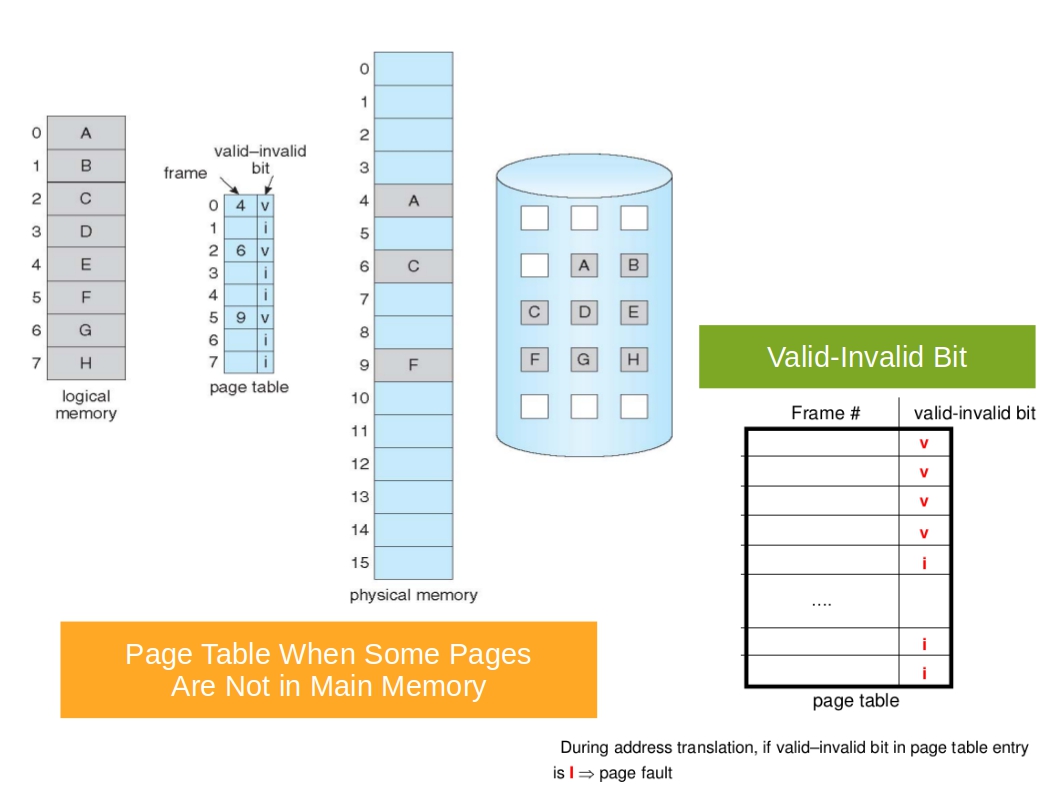 0 A
1 B
2 C
3 D
4 E
5 F
6 G
7 H
logical
memory
valid–invalid
bit
frame
0 4 v
1 i
2 6 v
3 i
4 i
5 9 v
6 i
7 i
page table
0
1
2
3
4 A
5
6 C
7
8
9 F
10
11
12
13
14
15
physical memory
A B
C D E
F G H
Page Table When Some Pages
Are Not in Main Memory
Valid-Invalid Bit
Frame # valid-invalid bit
v
v
v
v
i
….
i
i
page table
During address translation, if valid–invalid bit in page table entry
is I ⇒ page fault